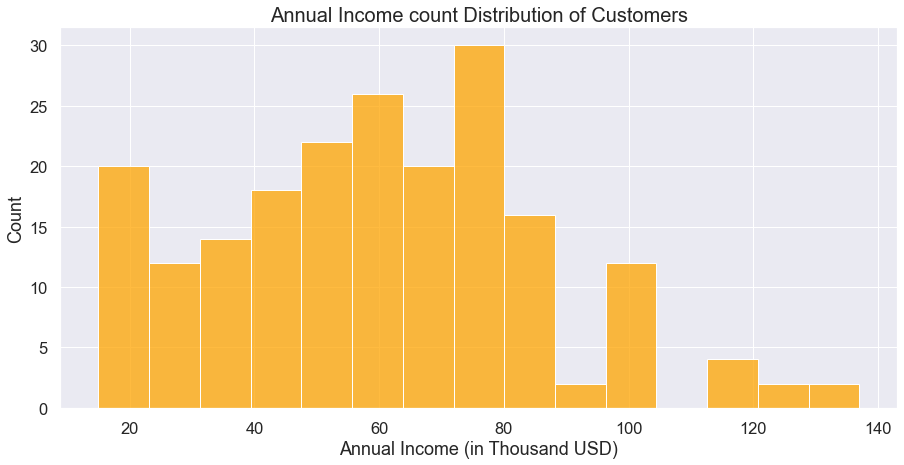 Annual Income count Distribution of Customers
30
25
20
15
10
5
0
Count
20 40 60 80 100 120 140
Annual Income (in Thousand USD)